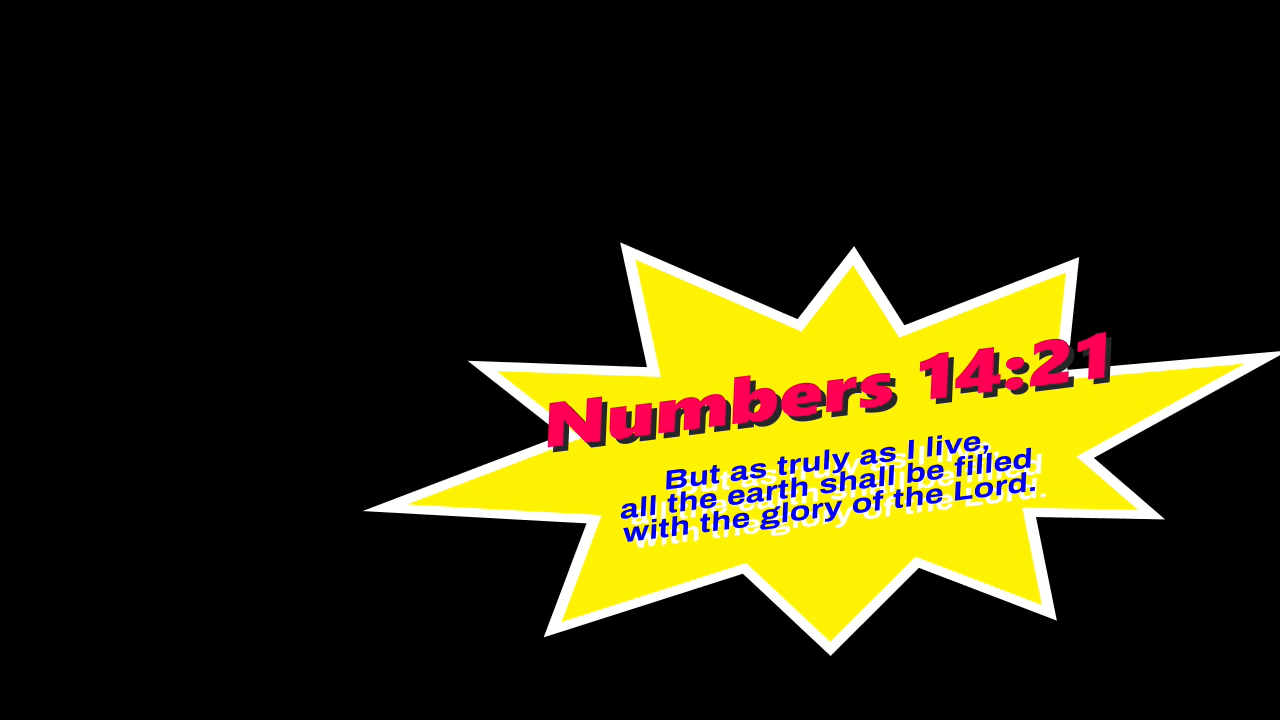 Numbers 14:21
But as truly as I live,
all the earth shall be filled
with the glory of the Lord.